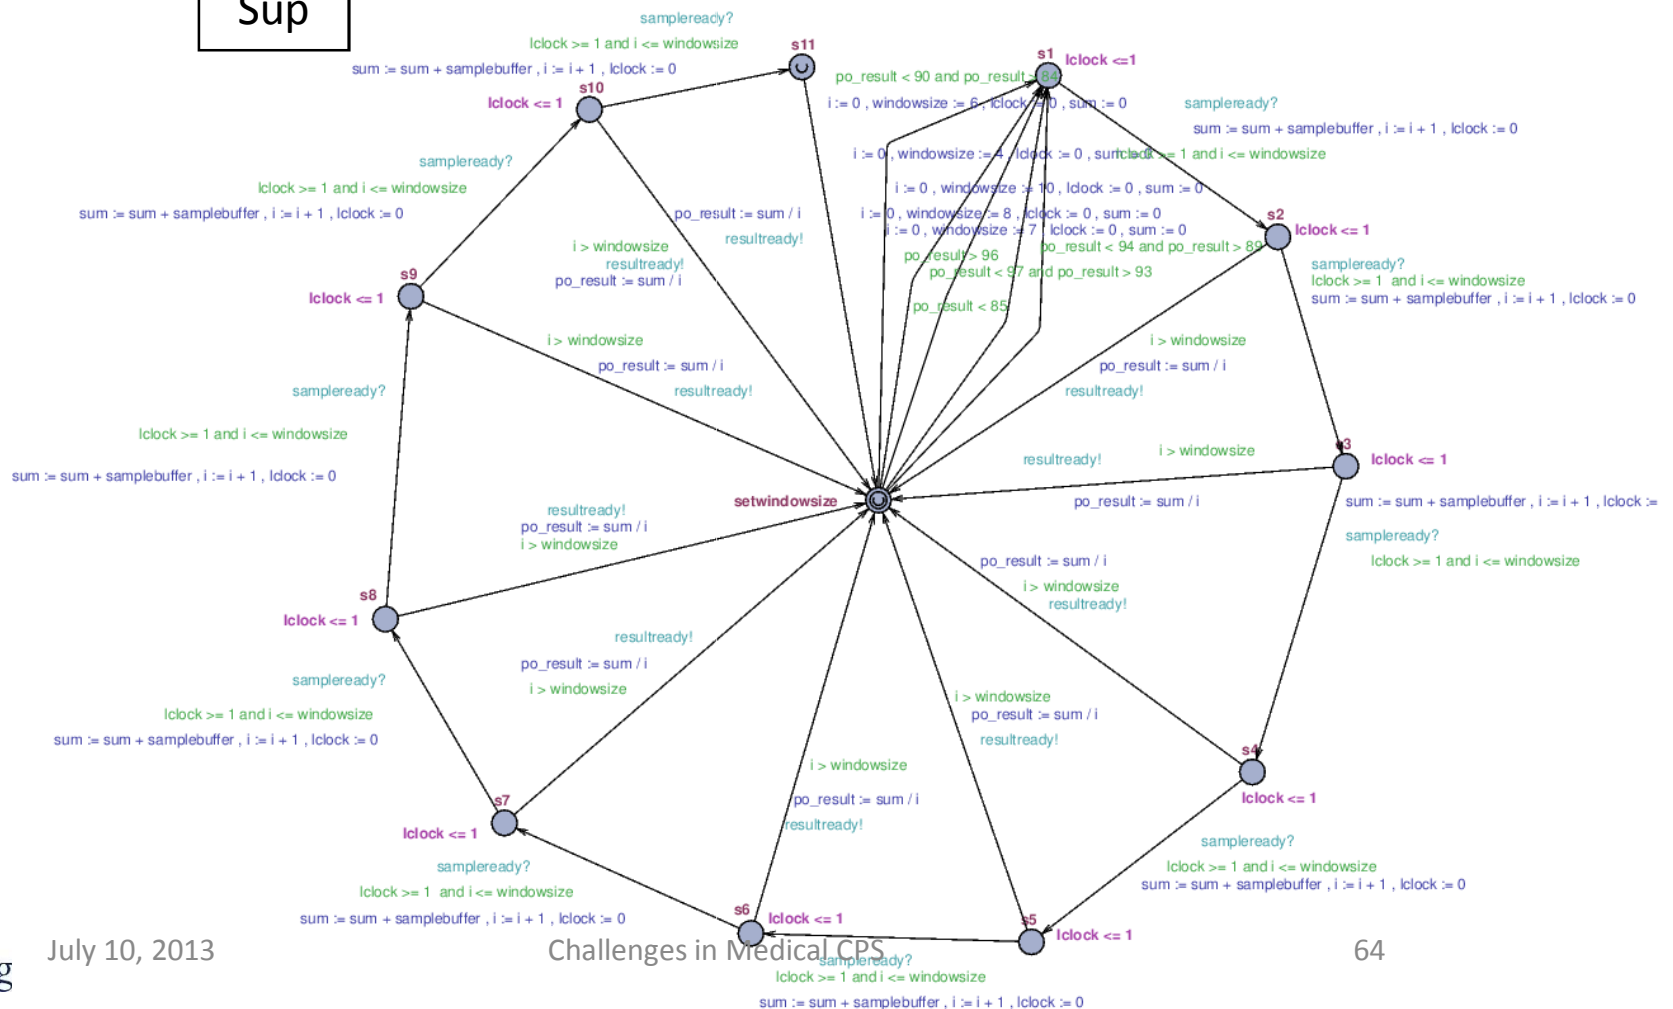 Sup
sampleready?
lclock >= 1 and i <= windowsize
sum := sum + samplebuffer , i := i + 1 , lclock := 0
s11
s10
lclock <= 1
s1
lclock <=1
po_result < 90 and po_result > 84
i := 0 , windowsize := 6 , lclock := 0 , sum := 0
sampleready?
sum := sum + samplebuffer , i := i + 1 , lclock := 0
i := 0 , windowsize := 4 , lclock := 0 , sum := 0
lclock >= 1 and i <= windowsize
i := 0 , windowsize := 10 , lclock := 0 , sum := 0
i := 0 , windowsize := 8 , lclock := 0 , sum := 0
i := 0 , windowsize := 7 , lclock := 0 , sum := 0
po_result < 94 and po_result > 89
po_result > 96
po_result < 97 and po_result > 93
po_result < 85
s2
lclock <= 1
sampleready?
lclock >= 1 and i <= windowsize
sum := sum + samplebuffer , i := i + 1 , lclock := 0
sampleready?
lclock >= 1 and i <= windowsize
sum := sum + samplebuffer , i := i + 1 , lclock := 0
po_result := sum / i
resultready!
i > windowsize
resultready!
po_result := sum / i
s9
lclock <= 1
i > windowsize
po_result := sum / i
resultready!
i > windowsize
po_result := sum / i
resultready!
sampleready?
lclock >= 1 and i <= windowsize
sum := sum + samplebuffer , i := i + 1 , lclock := 0
i > windowsize
resultready!
po_result := sum / i
s3
lclock <= 1
sum := sum + samplebuffer , i := i + 1 , lclock :=
sampleready?
lclock >= 1 and i <= windowsize
setwindowsize
resultready!
po_result := sum / i
i > windowsize
po_result := sum / i
i > windowsize
resultready!
s8
lclock <= 1
resultready!
po_result := sum / i
i > windowsize
sampleready?
lclock >= 1 and i <= windowsize
sum := sum + samplebuffer , i := i + 1 , lclock := 0
i > windowsize
po_result := sum / i
resultready!
i > windowsize
po_result := sum / i
resultready!
s4
lclock <= 1
s7
lclock <= 1
sampleready?
lclock >= 1 and i <= windowsize
sum := sum + samplebuffer , i := i + 1 , lclock := 0
sampleready?
lclock >= 1 and i <= windowsize
sum := sum + samplebuffer , i := i + 1 , lclock := 0
s6
lclock <= 1
s5
lclock <= 1
sampleready?
lclock >= 1 and i <= windowsize
sum := sum + samplebuffer , i := i + 1 , lclock := 0
g
July 10, 2013
Challenges in Medical CPS
64